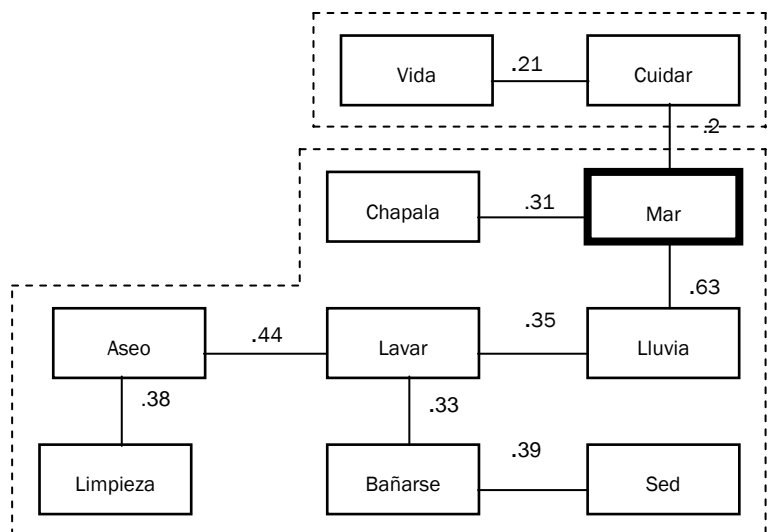 Vida .21 Cuidar
.2
Chapala .31 Mar
.63
Aseo .44 Lavar .35 Lluvia
.38 .33
Limpieza Bañarse .39 Sed